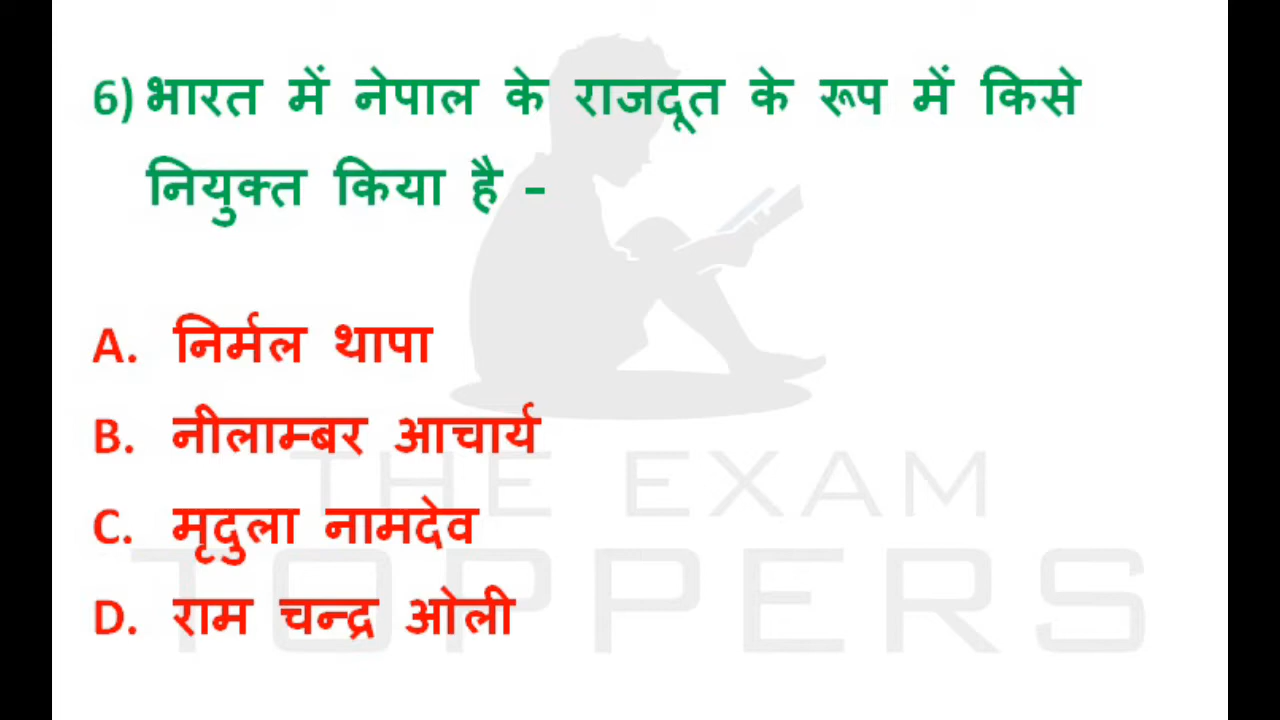 6) भारत में नेपाल के राजदूत के रूप में किसे
नियुक्त किया है –
A. निर्मल थापा
B. नीलाम्बर आचार्य
C. मृदुला नामदेव
D. राम चन्द्र ओली
THE EXAM
TOPPERS